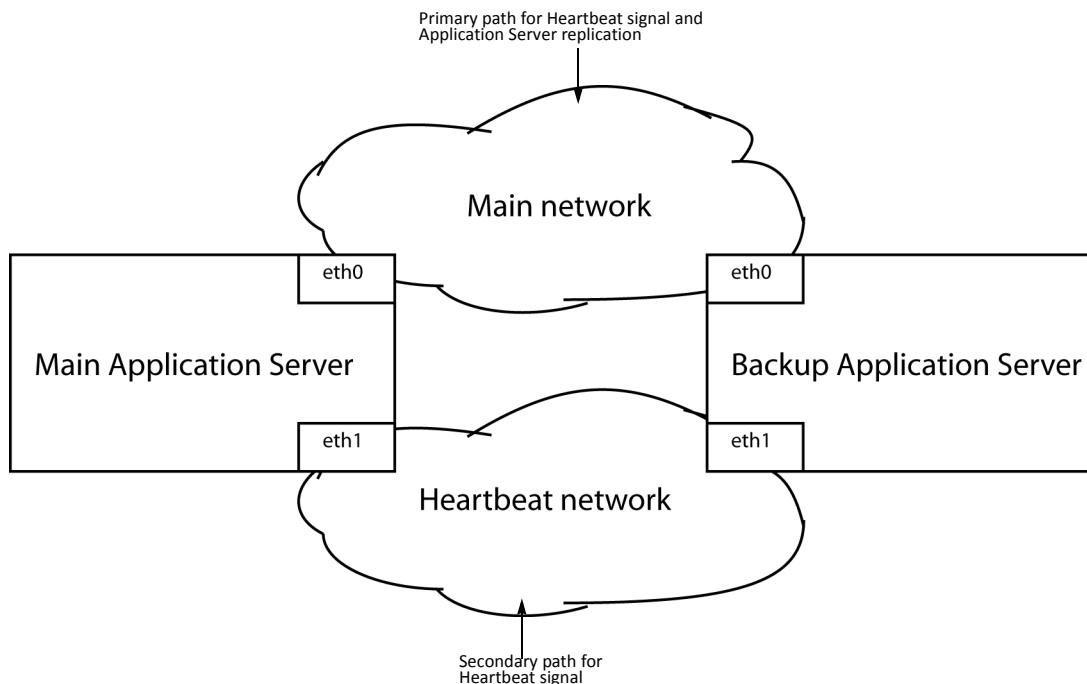 Primary path for Heartbeat signal and
Application Server replication
Main network
eth0
eth0
Main Application Server
Backup Application Server
eth1
eth1
Heartbeat network
Secondary path for
Heartbeat signal